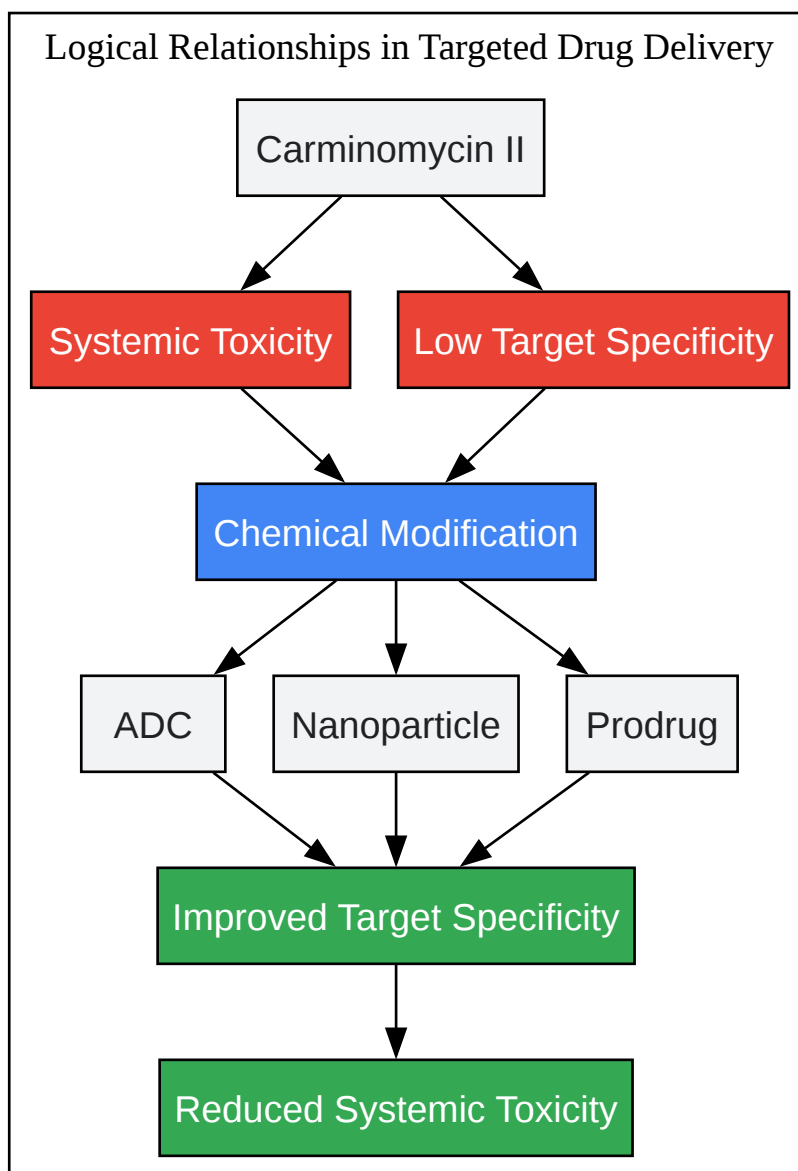 Logical Relationships in Targeted Drug Delivery
Carminomycin II
Systemic Toxicity
Low Target Specificity
Chemical Modification
ADC
Nanoparticle
Prodrug
Improved Target Specificity
Reduced Systemic Toxicity